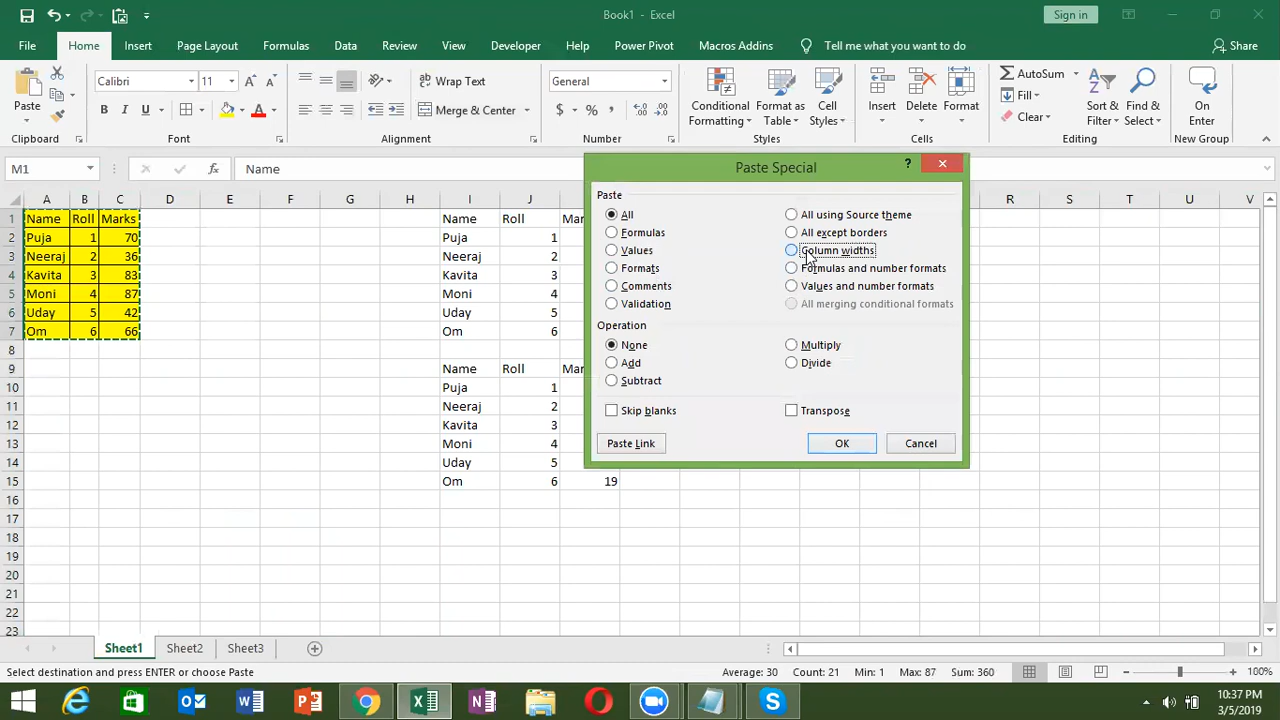 Book1 - Excel
Sign in
File Home Insert Page Layout Formulas Data Review View Developer Help Power Pivot Macros Addins Tell me what you want to do Share
Paste
Calibri 11
B I U
Wrap Text
Merge & Center
General
$ % ,
Conditional Formatting
Format as Table
Cell Styles
Insert Delete Format
AutoSum
Fill
Clear
Sort & Filter
Find & Select
On Enter
Clipboard Font Alignment Number Styles Cells Editing New Group
M1 fx Name
A B C D E F G H I J R S T U V
1 Name Roll Marks Name Roll Mar
2 Puja 1 70 Puja 1
3 Neeraj 2 36 Neeraj 2
4 Kavita 3 83 Kavita 3
5 Moni 4 87 Moni 4
6 Uday 5 42 Uday 5
7 Om 6 66 Om 6
8
9 Name Roll Mar
10 Puja 1
11 Neeraj 2
12 Kavita 3
13 Moni 4
14 Uday 5
15 Om 6 19
16
17
18
19
20
21
22
23
Paste Special
?
Paste
All All using Source theme
Formulas All except borders
Values Column widths
Formats Formulas and number formats
Comments Values and number formats
Validation All merging conditional formats
Operation
None Multiply
Add Divide
Subtract
Skip blanks Transpose
Paste Link OK Cancel
Sheet1 Sheet2 Sheet3
Select destination and press ENTER or choose Paste Average: 30 Count: 21 Min: 1 Max: 87 Sum: 360 100%
10:37 PM
3/5/2019